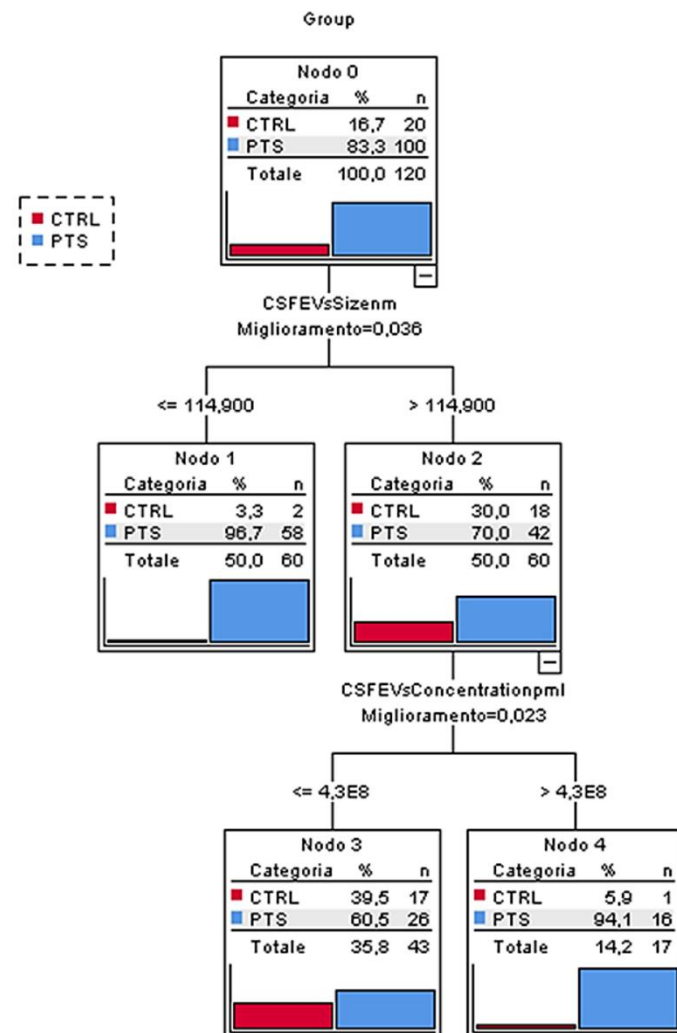 Group
Nodo 0
Categoria % n
CTRL 16,7 20
PTS 83,3 100
Totale 100,0 120
CTRL
PTS
CSFEVsSizenm
Miglioramento=0,036
<= 114,900
> 114,900
Nodo 1
Categoria % n
CTRL 3,3 2
PTS 96,7 58
Totale 50,0 60
Nodo 2
Categoria % n
CTRL 30,0 18
PTS 70,0 42
Totale 50,0 60
CSFEVsConcentrationpml
Miglioramento=0,023
<= 4,3E8
> 4,3E8
Nodo 3
Categoria % n
CTRL 39,5 17
PTS 60,5 26
Totale 35,8 43
Nodo 4
Categoria % n
CTRL 5,9 1
PTS 94,1 16
Totale 14,2 17